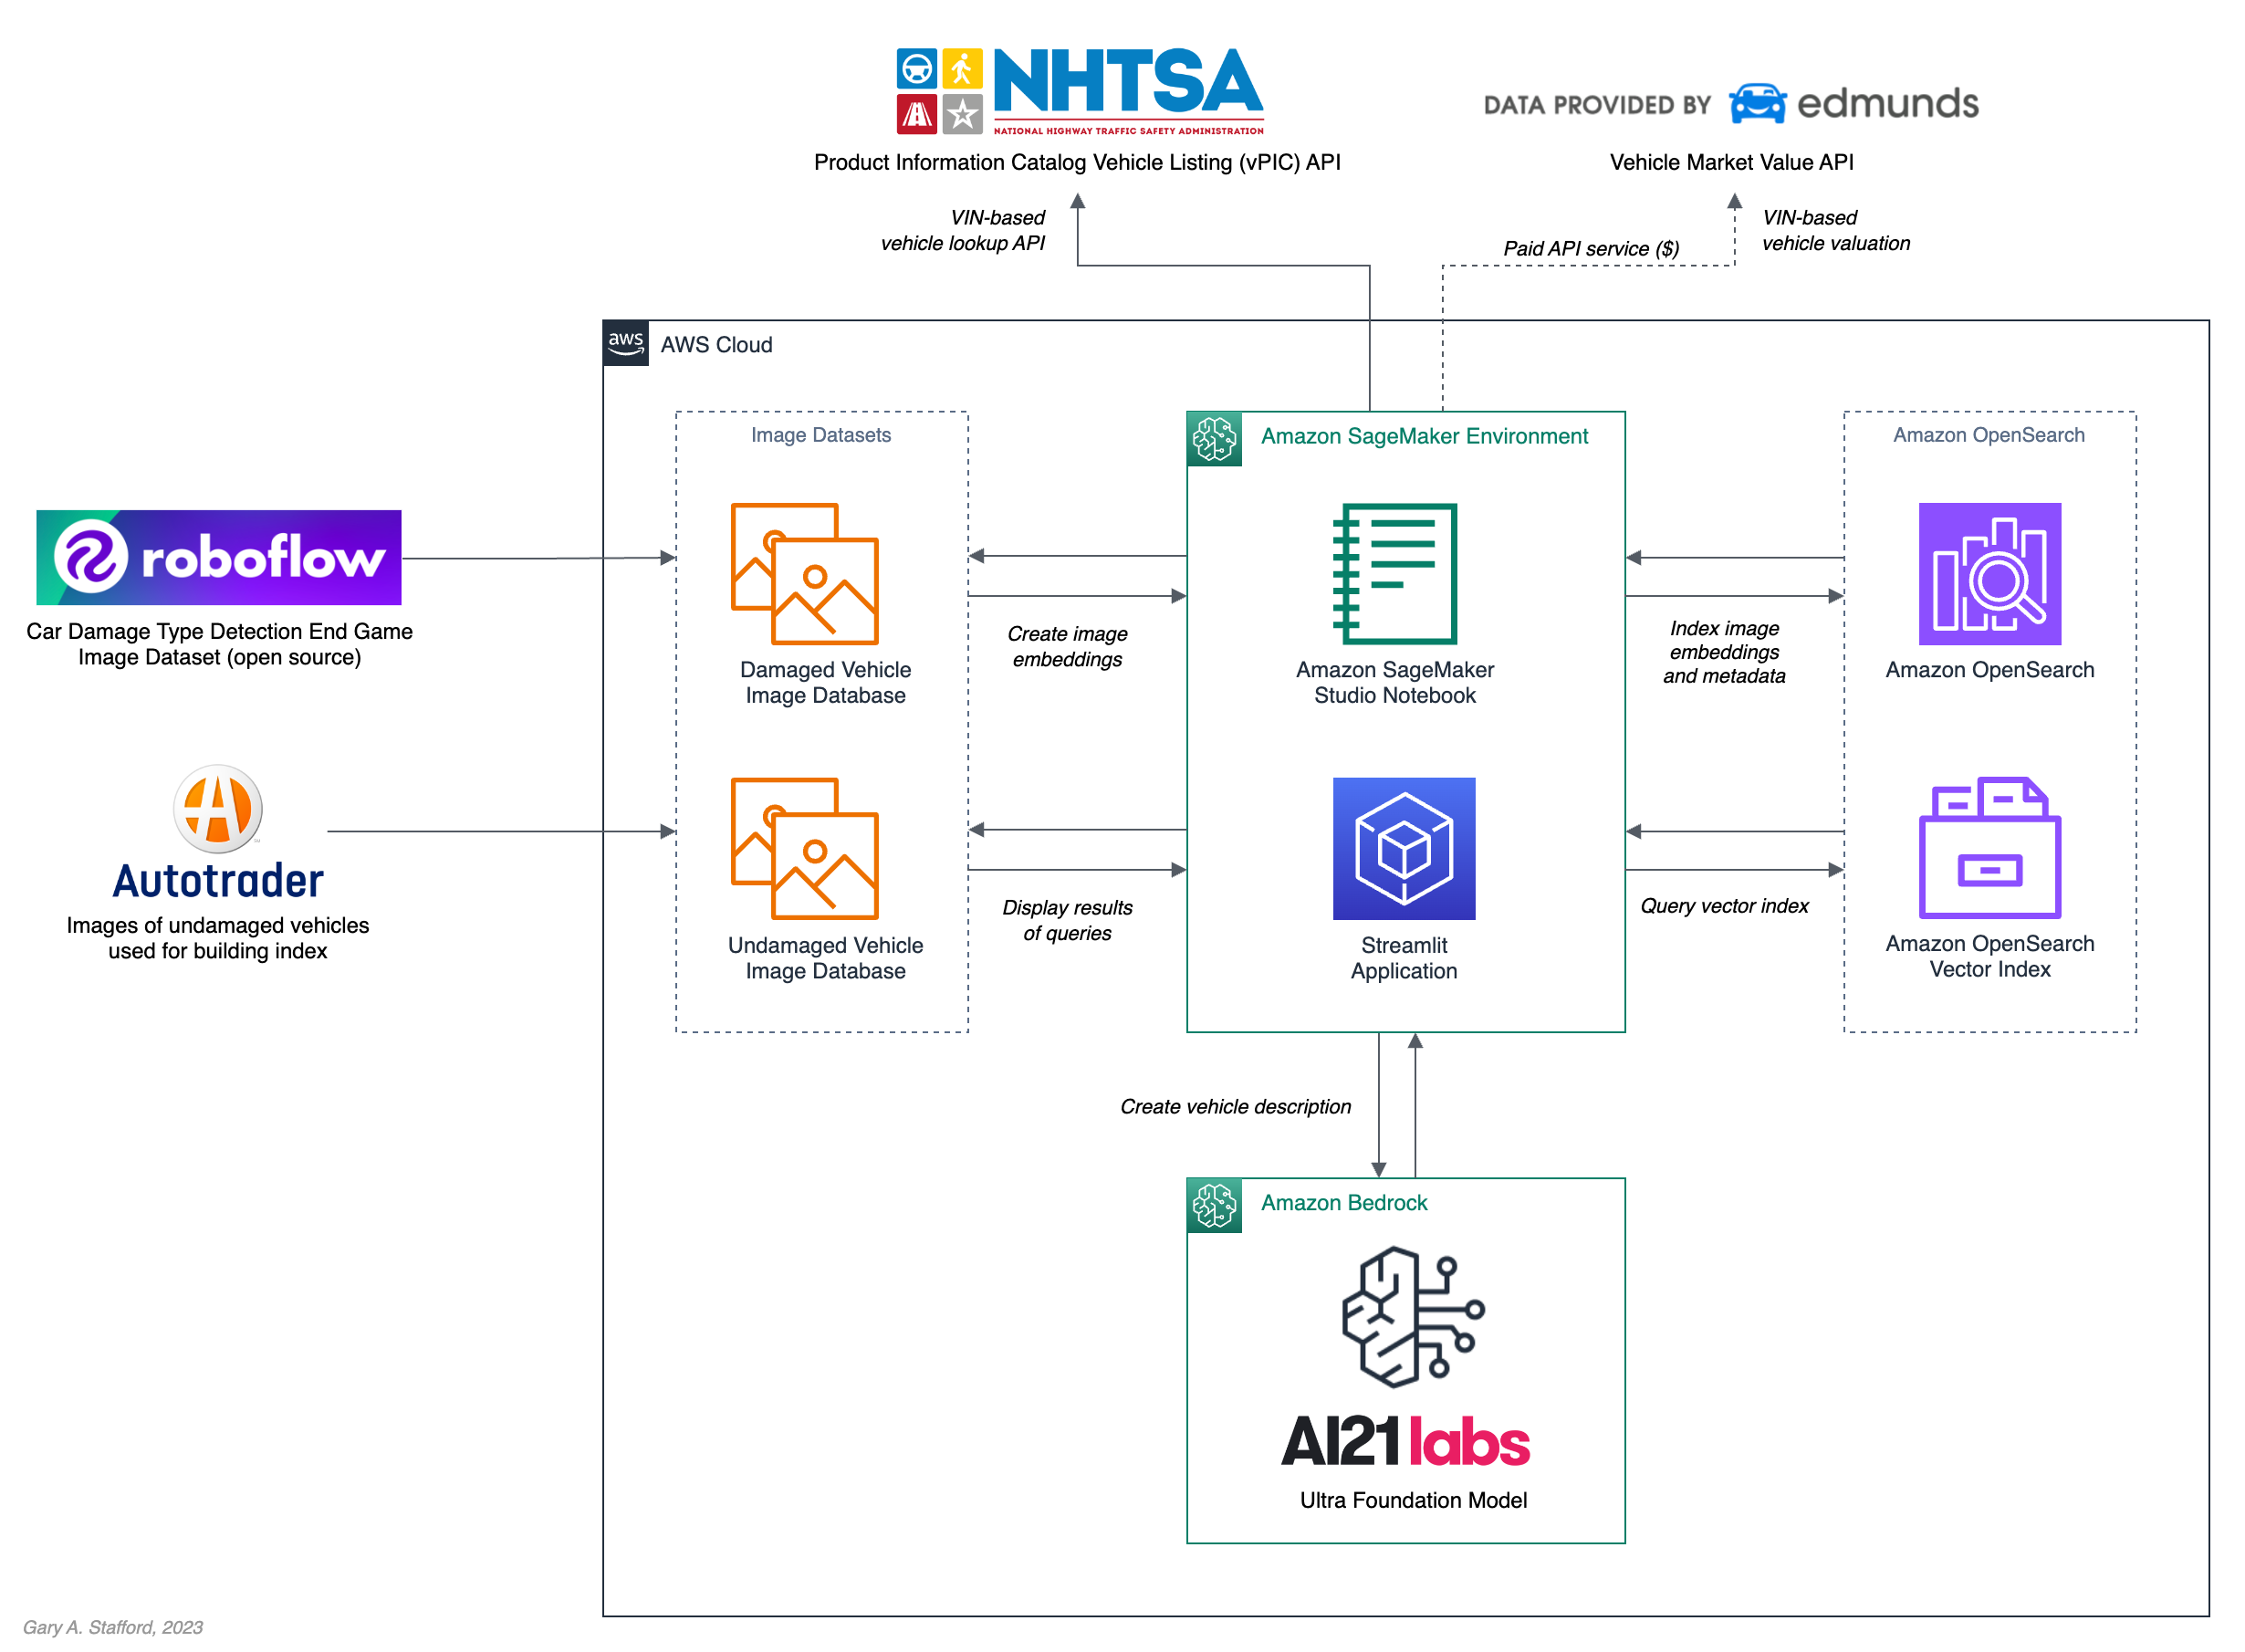 NHTSA
NATIONAL HIGHWAY TRAFFIC SAFETY ADMINISTRATION
Product Information Catalog Vehicle Listing (vPIC) API
DATA PROVIDED BY edmunds
Vehicle Market Value API
VIN-based
vehicle lookup API
Paid API service ($)
VIN-based
vehicle valuation
aws
AWS Cloud
Image Datasets
Amazon SageMaker Environment
Amazon OpenSearch
roboflow
Car Damage Type Detection End Game
Image Dataset (open source)
Damaged Vehicle
Image Database
Create image
embeddings
Amazon SageMaker
Studio Notebook
Index image
embeddings
and metadata
Amazon OpenSearch
Autotrader
Images of undamaged vehicles
used for building index
Undamaged Vehicle
Image Database
Display results
of queries
Streamlit
Application
Query vector index
Amazon OpenSearch
Vector Index
Create vehicle description
Amazon Bedrock
AI21labs
Ultra Foundation Model
Gary A. Stafford, 2023